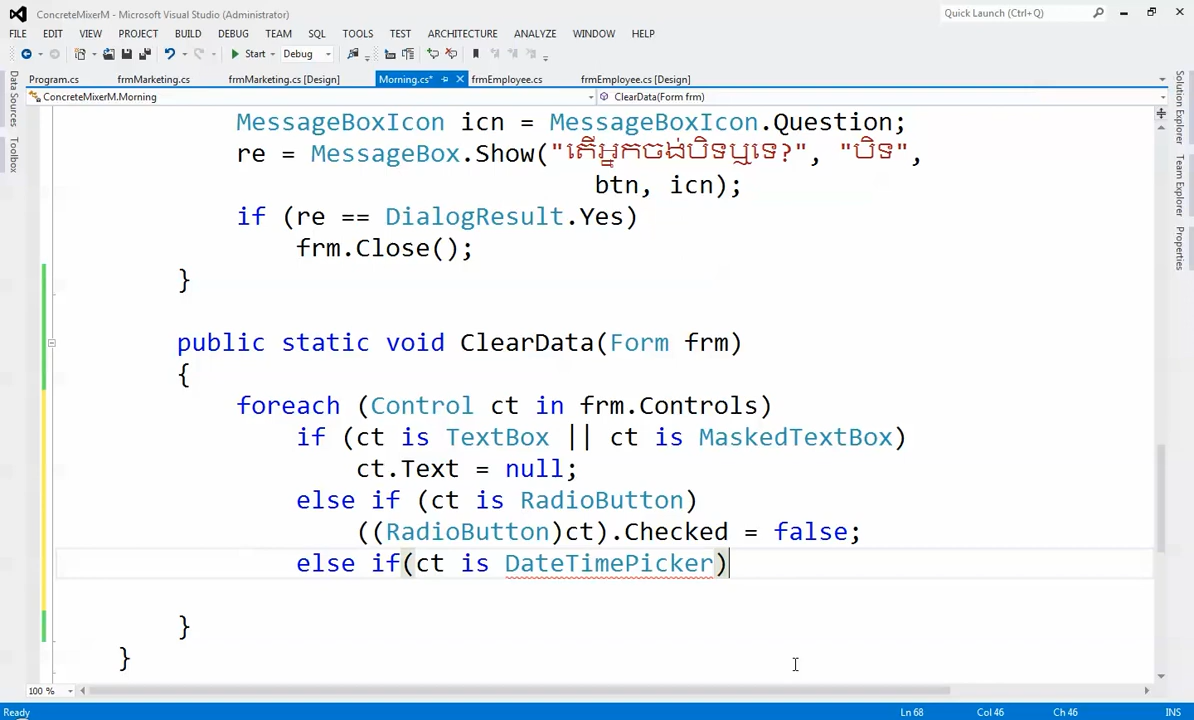 ConcreteMixerM - Microsoft Visual Studio (Administrator)
Quick Launch (Ctrl+Q)
FILE EDIT VIEW PROJECT BUILD DEBUG TEAM SQL TOOLS TEST ARCHITECTURE ANALYZE WINDOW HELP
Start Debug
Program.cs frmMarketing.cs frmMarketing.cs [Design] Morning.cs* frmEmployee.cs frmEmployee.cs [Design]
ConcreteMixerM.Morning ClearData(Form frm)
Data Sources
Toolbox
Solution Explorer
Team Explorer
Properties
MessageBoxIcon icn = MessageBoxIcon.Question;
re = MessageBox.Show("តើអ្នកចង់បិទឬទេ?", "បិទ",
btn, icn);
if (re == DialogResult.Yes)
frm.Close();
}
public static void ClearData(Form frm)
{
foreach (Control ct in frm.Controls)
if (ct is TextBox || ct is MaskedTextBox)
ct.Text = null;
else if (ct is RadioButton)
((RadioButton)ct).Checked = false;
else if(ct is DateTimePicker)
}
}
100 %
Ready Ln 68 Col 46 Ch 46 INS